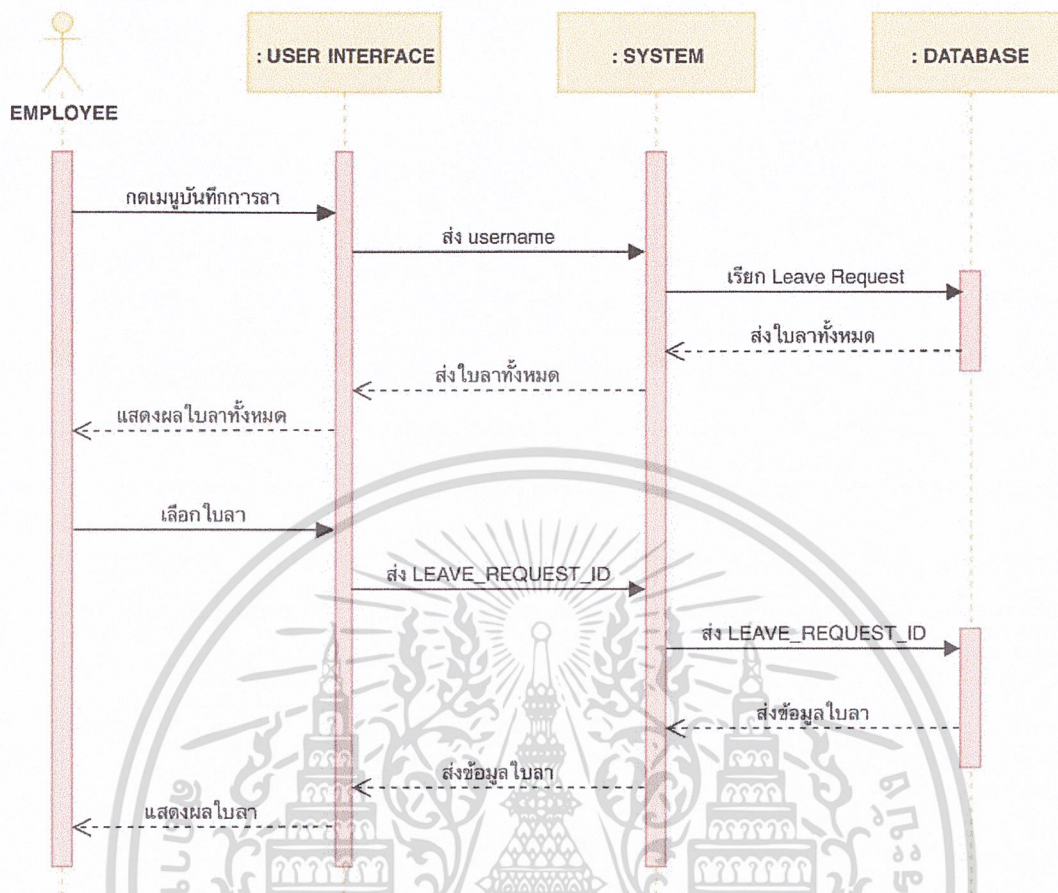 : USER INTERFACE
: SYSTEM
: DATABASE
EMPLOYEE
กดเมนูบันทึกการลา
ส่ง username
เรียก Leave Request
ส่งใบลาทั้งหมด
ส่งใบลาทั้งหมด
แสดงผลใบลาทั้งหมด
เลือกใบลา
ส่ง LEAVE_REQUEST_ID
ส่ง LEAVE_REQUEST_ID
ส่งข้อมูลใบลา
ส่งข้อมูลใบลา
แสดงผลใบลา